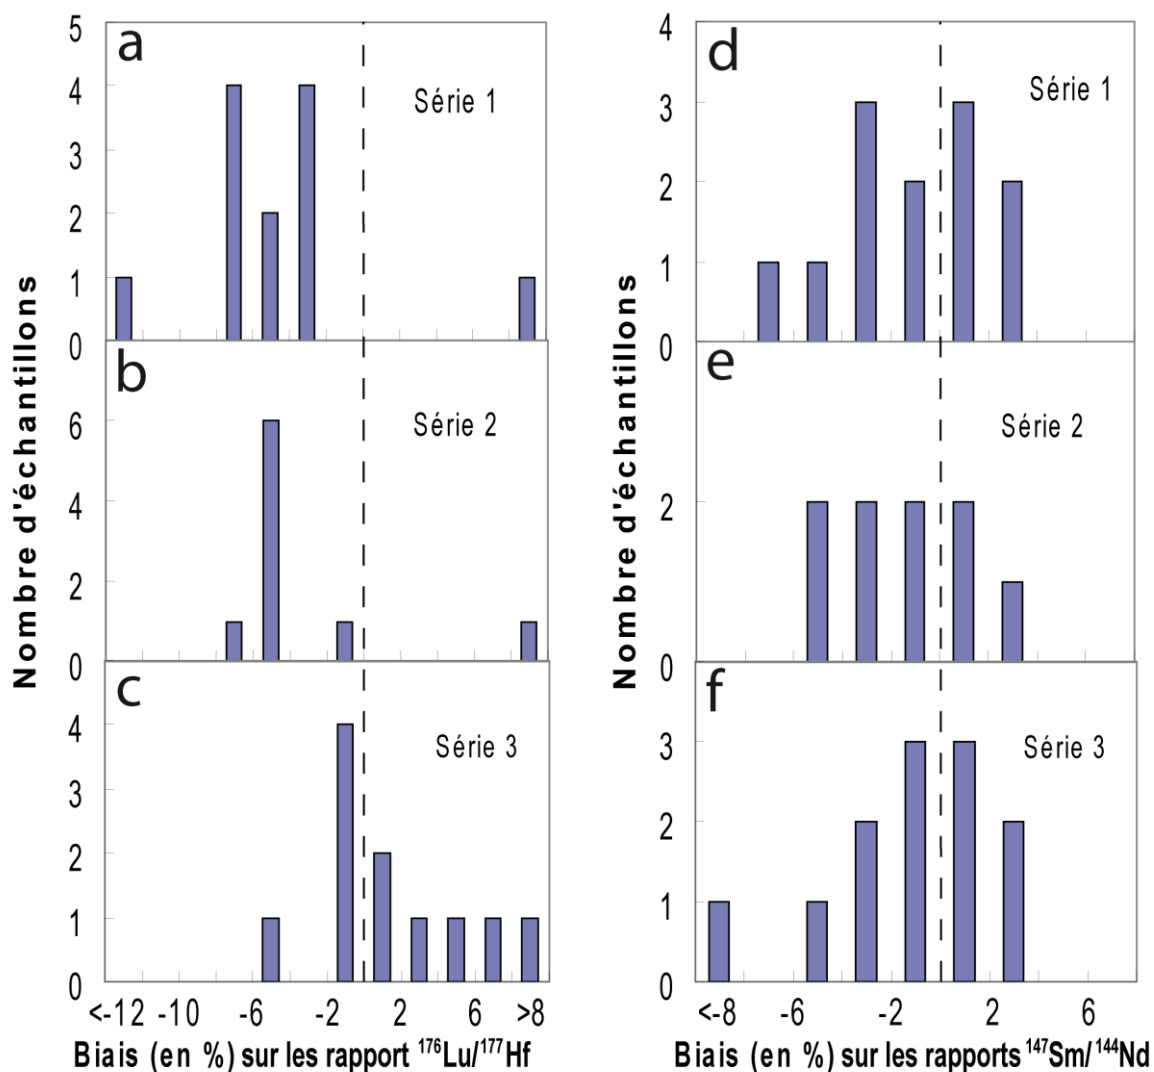 Nombre d'échantillons
a
Série 1
5
4
3
2
1
0
b
Série 2
6
4
2
0
c
Série 3
4
3
2
1
0
<-12 -10 -6 -2 2 6 >8
Biais (en %) sur les rapport ¹⁷⁶Lu/¹⁷⁷Hf
Nombre d'échantillons
d
Série 1
4
3
2
1
0
e
Série 2
2
0
f
Série 3
3
2
1
0
<-8 -6 -2 2 6
Biais (en %) sur les rapports ¹⁴⁷Sm/¹⁴⁴Nd